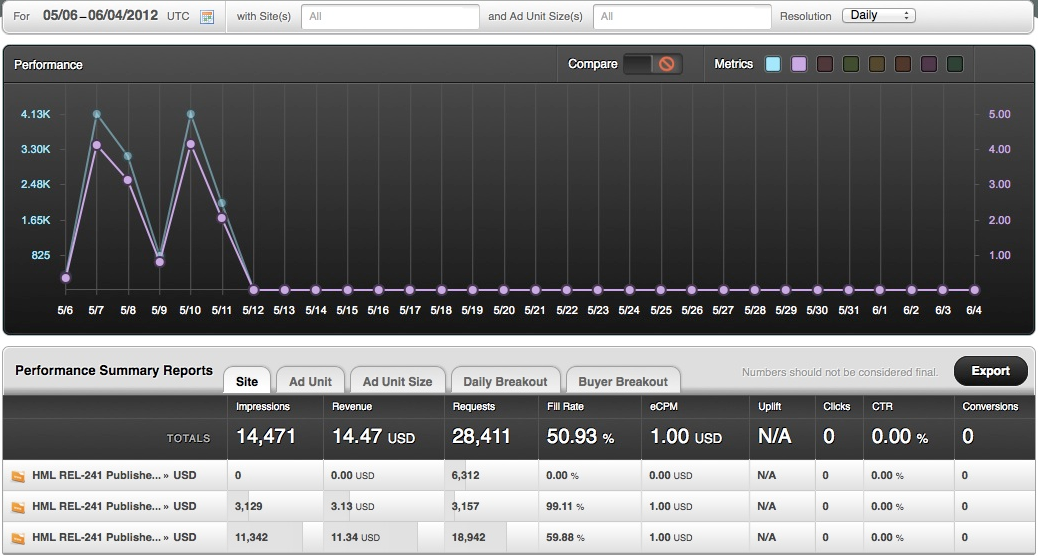 For 05/06–06/04/2012 UTC with Site(s) All and Ad Unit Size(s) All Resolution Daily
Performance Compare Metrics
4.13K 5.00
3.30K 4.00
2.48K 3.00
1.65K 2.00
825 1.00
5/6 5/7 5/8 5/9 5/10 5/11 5/12 5/13 5/14 5/15 5/16 5/17 5/18 5/19 5/20 5/21 5/22 5/23 5/24 5/25 5/26 5/27 5/28 5/29 5/30 5/31 6/1 6/2 6/3 6/4
Performance Summary Reports Site Ad Unit Ad Unit Size Daily Breakout Buyer Breakout Numbers should not be considered final. Export
Impressions Revenue Requests Fill Rate eCPM Uplift Clicks CTR Conversions
TOTALS 14,471 14.47 USD 28,411 50.93 % 1.00 USD N/A 0 0.00 % 0
HML REL-241 Publishe... » USD 0 0.00 USD 6,312 0.00 % 0.00 USD N/A 0 0.00 % 0
HML REL-241 Publishe... » USD 3,129 3.13 USD 3,157 99.11 % 1.00 USD N/A 0 0.00 % 0
HML REL-241 Publishe... » USD 11,342 11.34 USD 18,942 59.88 % 1.00 USD N/A 0 0.00 % 0